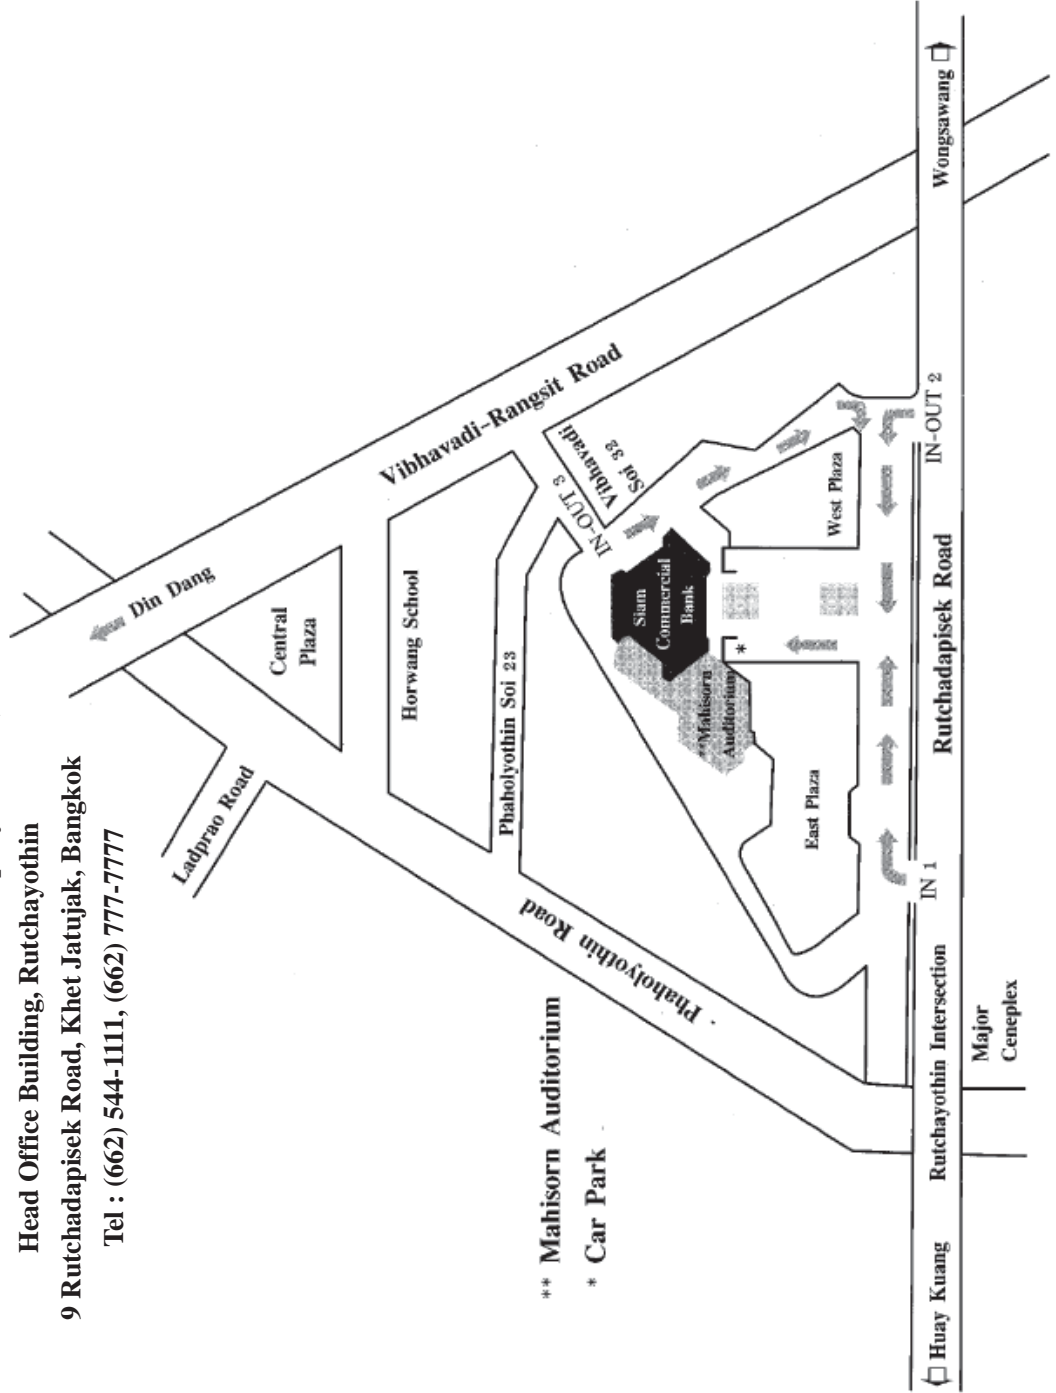 Head Office Building, Rutchayothin
9 Rutchadapisek Road, Khet Jatujak, Bangkok
Tel : (662) 544-1111, (662) 777-7777
Din Dang
Vibhavadi-Rangsit Road
Central
Plaza
Ladprao Road
Horwang School
Phaholyothin Soi 23
Phaholyothin Road
IN-OUT 3
Vibhavadi
Soi 32
Siam
Commercial
Bank
**Mahisorn
Auditorium
*
West Plaza
East Plaza
IN 1
IN-OUT 2
Huay Kuang
Rutchayothin Intersection
Rutchadapisek Road
Wongsawang
Major
Ceneplex
** Mahisorn Auditorium
* Car Park